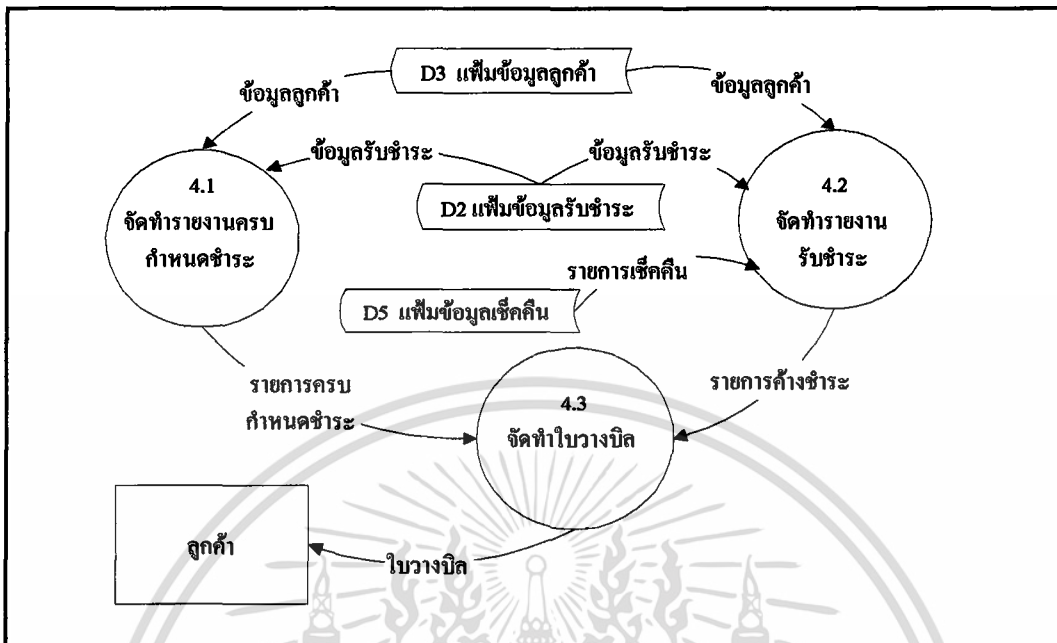 D3 แฟ้มข้อมูลลูกค้า
ข้อมูลลูกค้า
ข้อมูลลูกค้า
ข้อมูลรับชำระ
ข้อมูลรับชำระ
4.1
จัดทำรายงานครบ
กำหนดชำระ
D2 แฟ้มข้อมูลรับชำระ
4.2
จัดทำรายงาน
รับชำระ
รายการเช็คคืน
D5 แฟ้มข้อมูลเช็คคืน
รายการครบ
กำหนดชำระ
4.3
จัดทำใบวางบิล
รายการค้างชำระ
ลูกค้า
ใบวางบิล